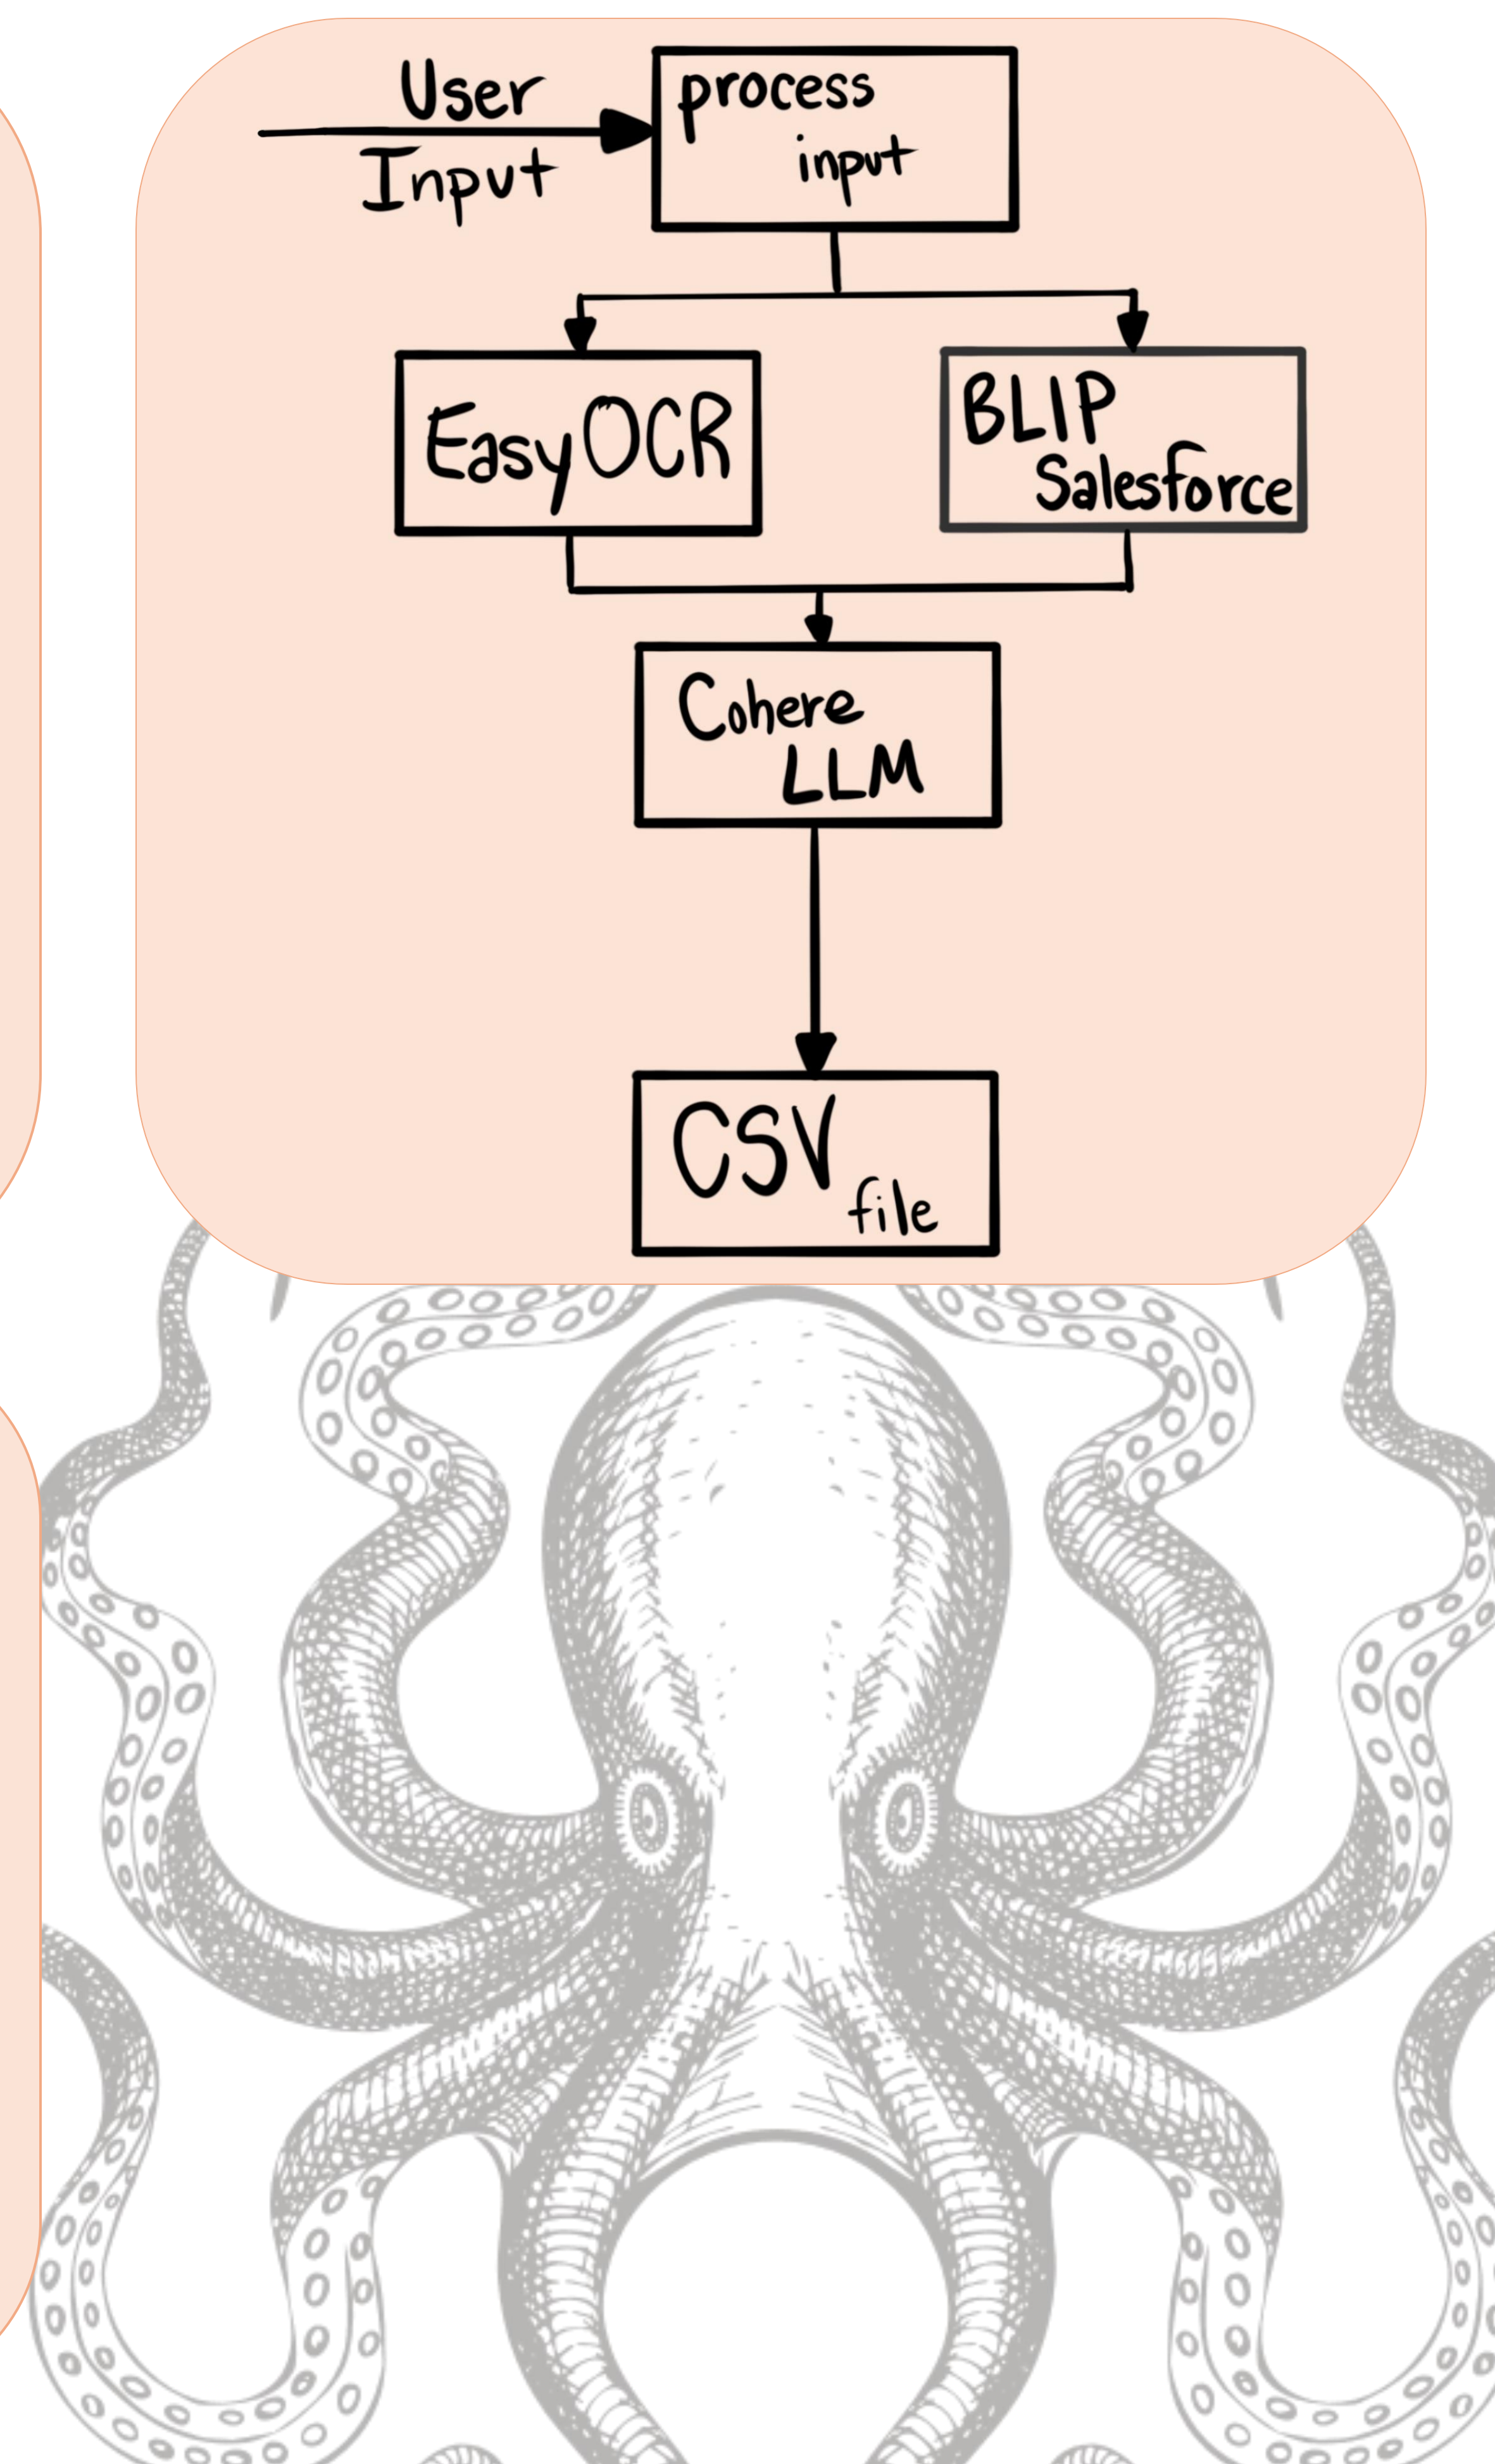 User
Input
process
input
EasyOCR
BLIP
Salesforce
Cohere
LLM
CSV
file